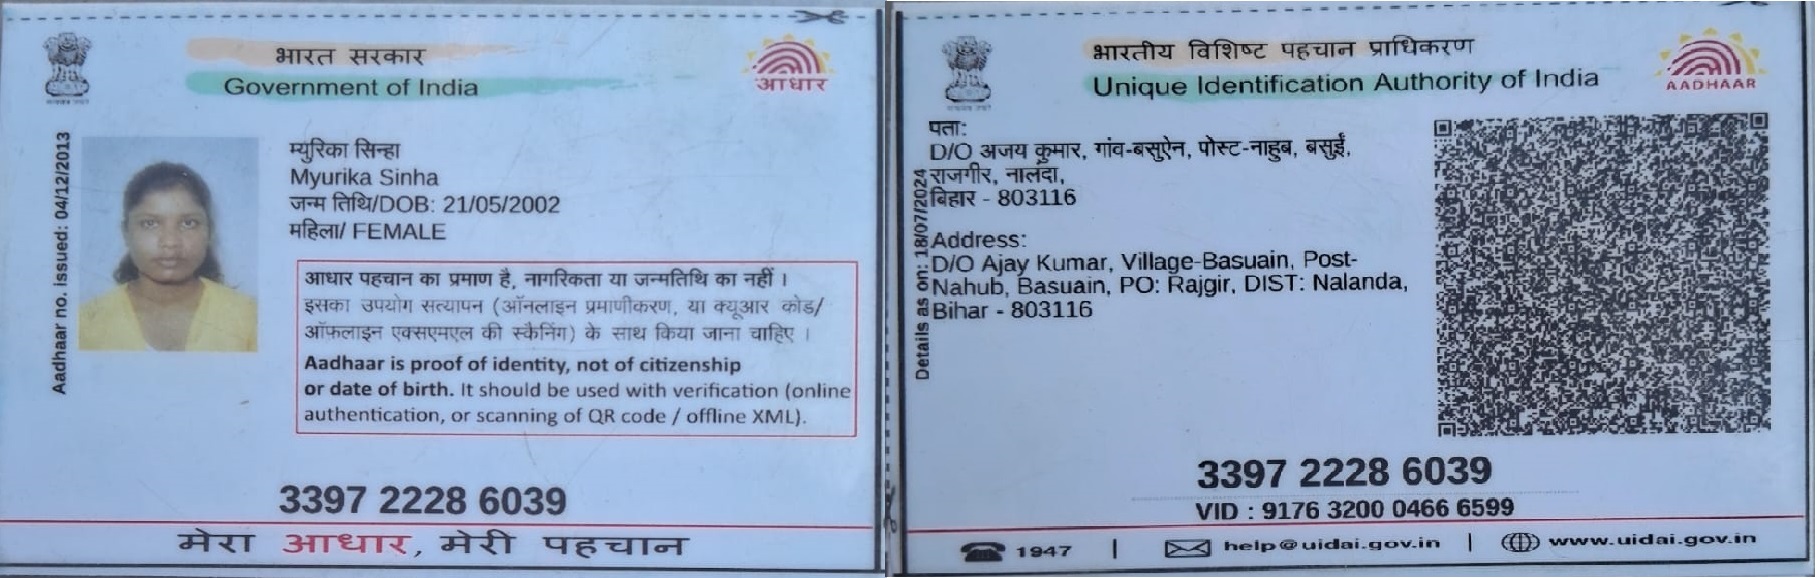 भारत सरकार
Government of India
आधार
Aadhaar no. issued: 04/12/2013
म्युरिका सिन्हा
Myurika Sinha
जन्म तिथि/DOB: 21/05/2002
महिला/ FEMALE
आधार पहचान का प्रमाण है, नागरिकता या जन्मतिथि का नहीं ।
इसका उपयोग सत्यापन (ऑनलाइन प्रमाणीकरण, या क्यूआर कोड/
ऑफ़लाइन एक्सएमएल की स्कैनिंग) के साथ किया जाना चाहिए ।
Aadhaar is proof of identity, not of citizenship
or date of birth. It should be used with verification (online
authentication, or scanning of QR code / offline XML).
3397 2228 6039
मेरा आधार, मेरी पहचान
भारतीय विशिष्ट पहचान प्राधिकरण
Unique Identification Authority of India
AADHAAR
Details as on: 18/07/2024
पता:
D/O अजय कुमार, गांव-बसुऐन, पोस्ट-नाहुब, बसुई,
राजगीर, नालंदा,
बिहार - 803116
Address:
D/O Ajay Kumar, Village-Basuain, Post-
Nahub, Basuain, PO: Rajgir, DIST: Nalanda,
Bihar - 803116
3397 2228 6039
VID : 9176 3200 0466 6599
1947 | help@uidai.gov.in | www.uidai.gov.in